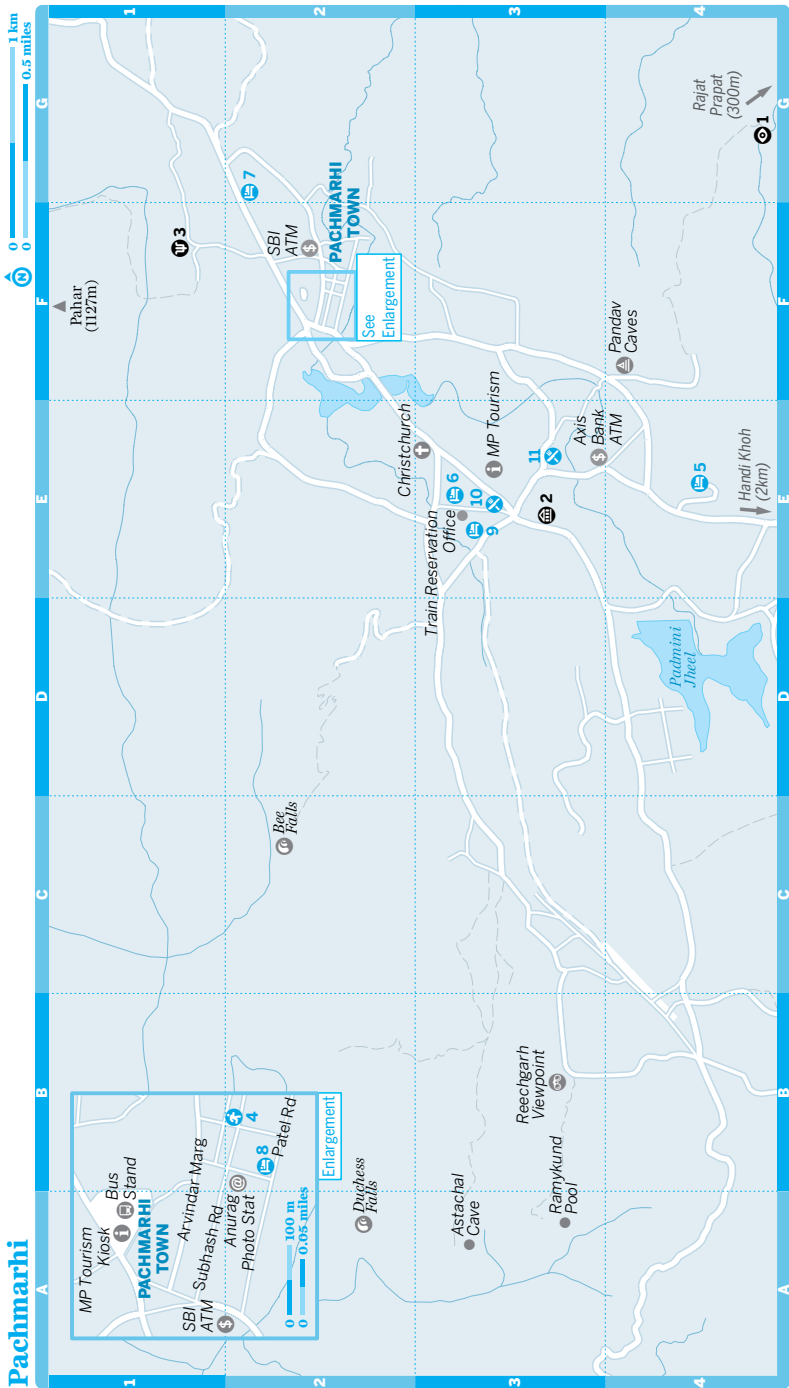 Pachmarhi
0 1 km
0 0.5 miles
N
A
B
C
D
E
F
G
1
2
3
4
MP Tourism
Kiosk
Bus
Stand
PACHMARHI
TOWN
Arvindar Marg
Subhash Rd
Anurag
Photo Stat
SBI
ATM
@
$
4
8
Patel Rd
0 100 m
0 0.05 miles
Enlargement
Pahar
(1127m)
3
7
SBI
ATM
$
PACHMARHI
TOWN
See
Enlargement
Bee
Falls
Duchess
Falls
Christchurch
MP Tourism
Train Reservation
Office
6
10
9
11
2
Axis
Bank
ATM
$
Pandav
Caves
Astachal
Cave
Ramykund
Pool
Reechgarh
Viewpoint
Padmini
Jheel
5
Handi Khoh
(2km)
Rajat
Prapat
(300m)
1
1
2
3
4
A
B
C
D
E
F
G